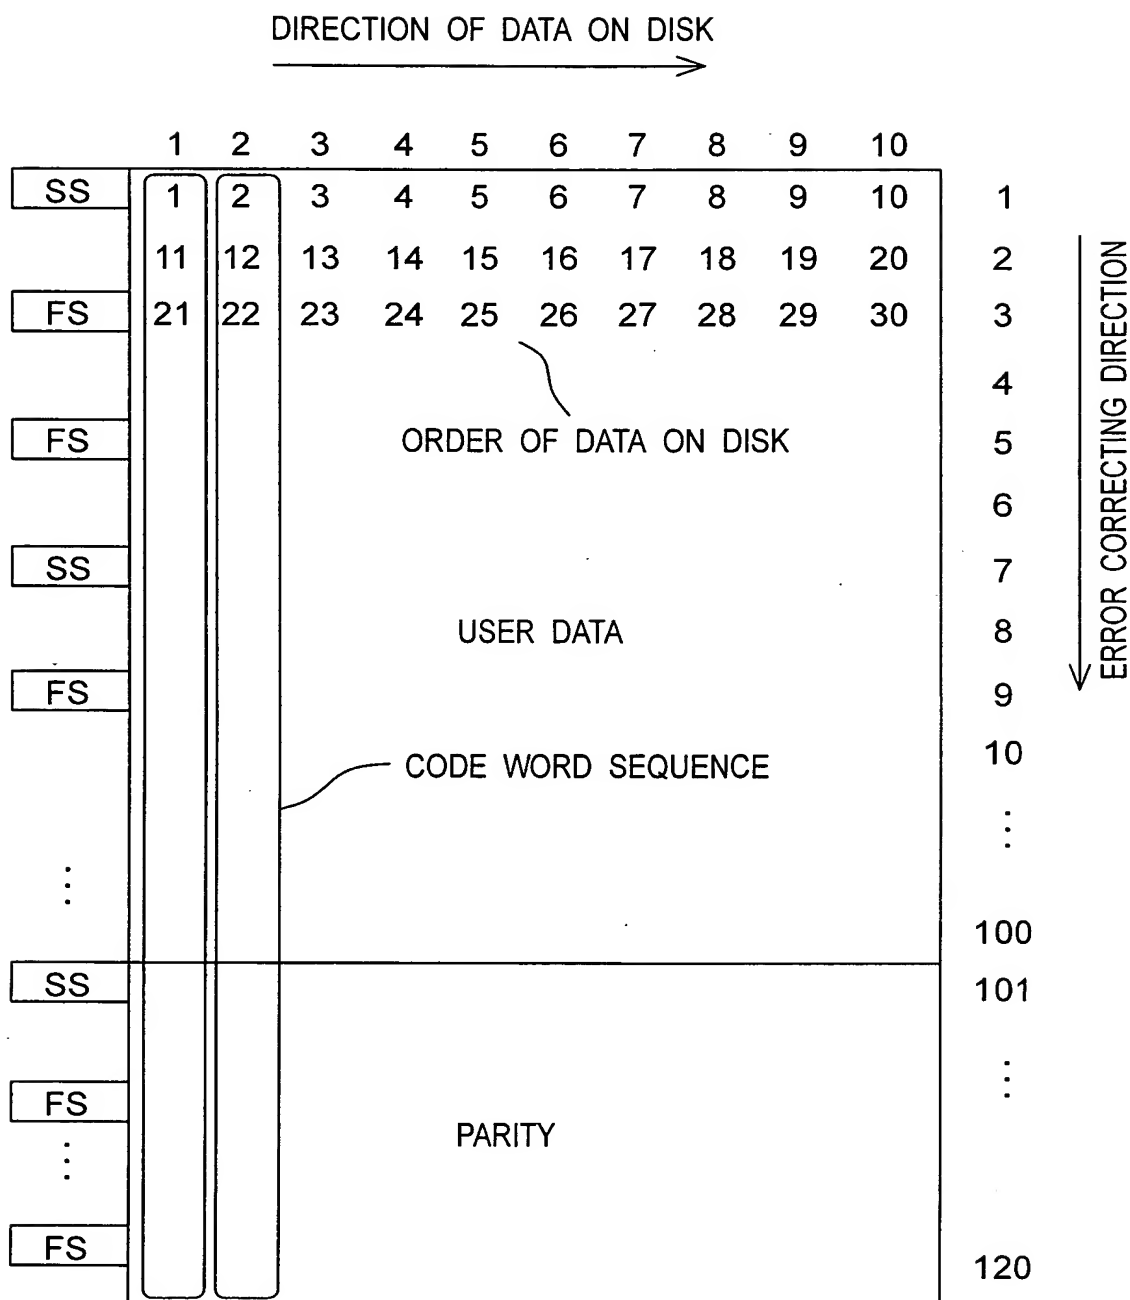 DIRECTION OF DATA ON DISK
1 2 3 4 5 6 7 8 9 10
SS 1 2 3 4 5 6 7 8 9 10 1
11 12 13 14 15 16 17 18 19 20 2
FS 21 22 23 24 25 26 27 28 29 30 3
4
FS ORDER OF DATA ON DISK 5
6
SS 7
USER DATA 8
FS 9
10
CODE WORD SEQUENCE
⋮
⋮
100
SS 101
⋮
FS
PARITY
⋮
FS 120
ERROR CORRECTING DIRECTION